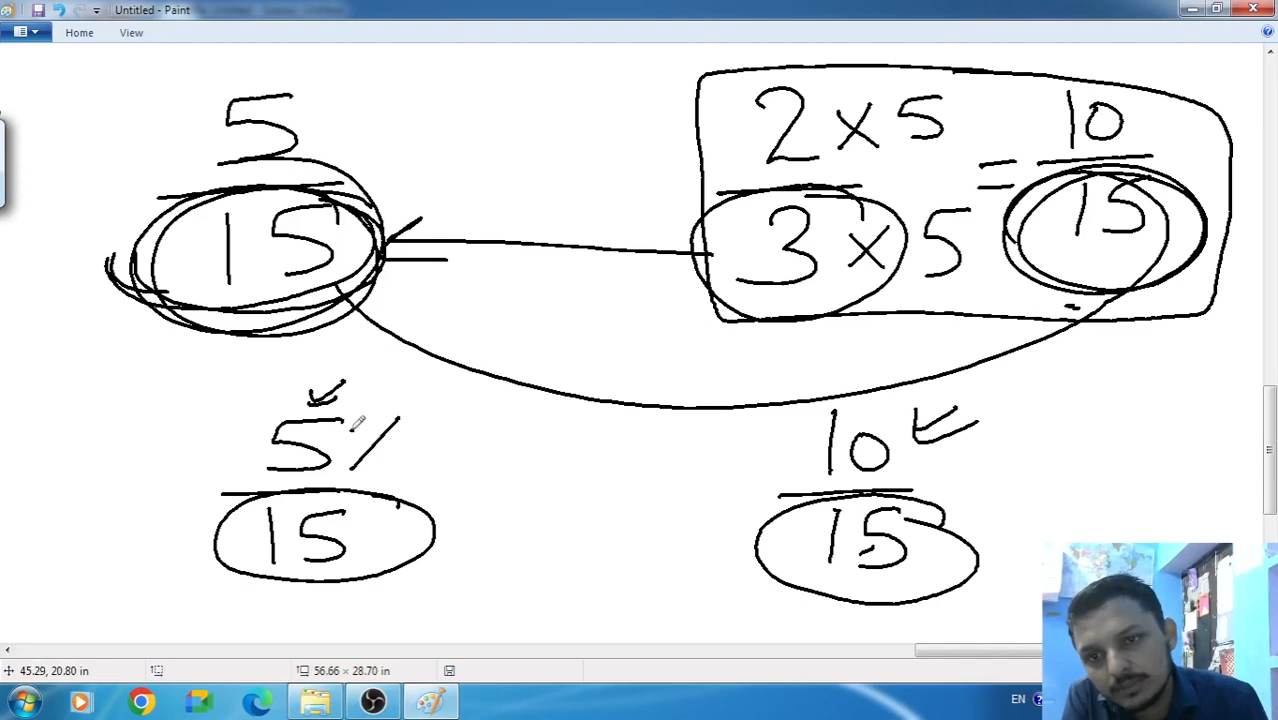 Untitled - Paint
Home View
5 2 × 5 10
=
15 3 × 5 15
5 10
15 15
45.29, 20.80 in 56.66 × 28.70 in
EN